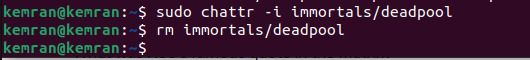 kemran@kemran:~$ sudo chattr -i immortals/deadpool
kemran@kemran:~$ rm immortals/deadpool
kemran@kemran:~$